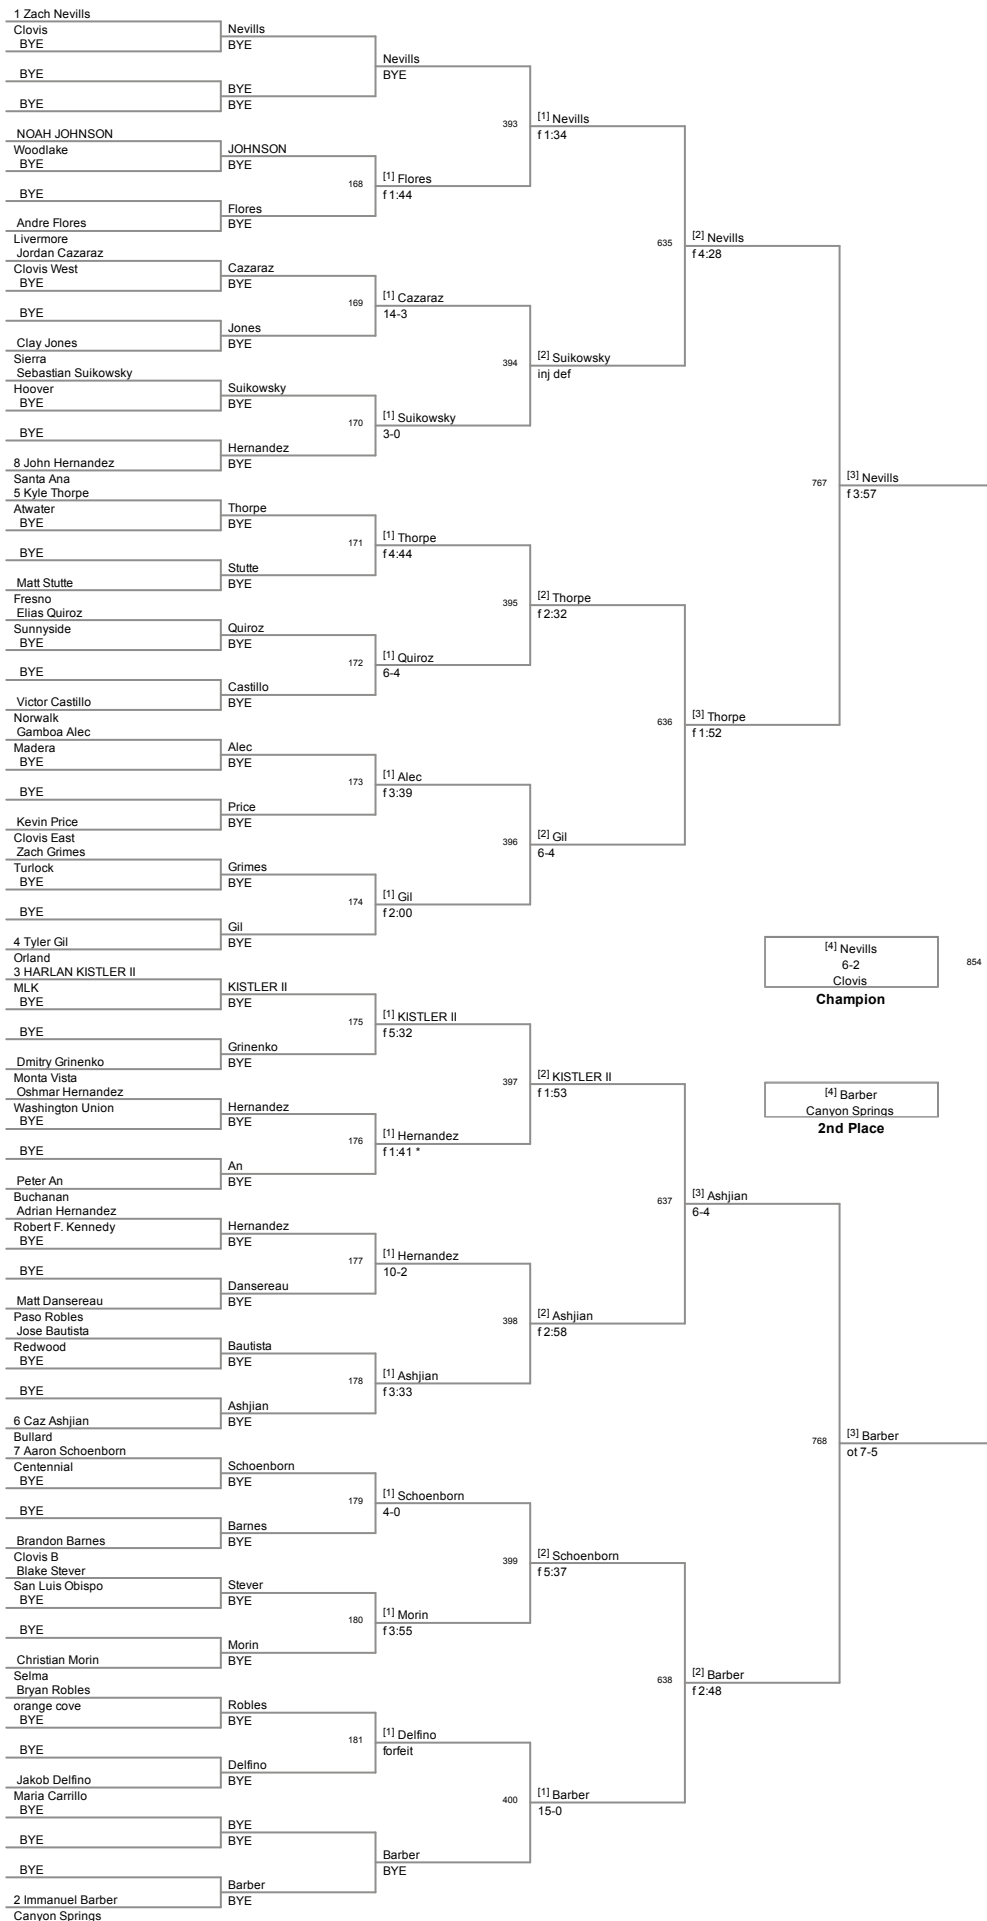 1 Zach Nevills
Clovis
BYE
Nevills
BYE
BYE
BYE
BYE
BYE
Nevills
BYE
NOAH JOHNSON
Woodlake
BYE
JOHNSON
BYE
BYE
Andre Flores
Livermore
Flores
BYE
168
[1] Flores
f 1:44
393
[1] Nevills
f 1:34
Jordan Cazaraz
Clovis West
BYE
Cazaraz
BYE
BYE
Clay Jones
Sierra
Jones
BYE
169
[1] Cazaraz
14-3
Sebastian Suikowsky
Hoover
BYE
Suikowsky
BYE
BYE
8 John Hernandez
Santa Ana
Hernandez
BYE
170
[1] Suikowsky
3-0
394
[2] Suikowsky
inj def
635
[2] Nevills
f 4:28
5 Kyle Thorpe
Atwater
BYE
Thorpe
BYE
BYE
Matt Stutte
Fresno
Stutte
BYE
171
[1] Thorpe
f 4:44
Elias Quiroz
Sunnyside
BYE
Quiroz
BYE
BYE
Victor Castillo
Norwalk
Castillo
BYE
172
[1] Quiroz
6-4
395
[2] Thorpe
f 2:32
Gamboa Alec
Madera
BYE
Alec
BYE
BYE
Kevin Price
Clovis East
Price
BYE
173
[1] Alec
f 3:39
Zach Grimes
Turlock
BYE
Grimes
BYE
BYE
4 Tyler Gil
Orland
Gil
BYE
174
[1] Gil
f 2:00
396
[2] Gil
6-4
636
[3] Thorpe
f 1:52
767
[3] Nevills
f 3:57
3 HARLAN KISTLER II
MLK
BYE
KISTLER II
BYE
BYE
Dmitry Grinenko
Monta Vista
Grinenko
BYE
175
[1] KISTLER II
f 5:32
Oshmar Hernandez
Washington Union
BYE
Hernandez
BYE
BYE
Peter An
Buchanan
An
BYE
176
[1] Hernandez
f 1:41 *
397
[2] KISTLER II
f 1:53
Adrian Hernandez
Robert F. Kennedy
BYE
Hernandez
BYE
BYE
Matt Dansereau
Paso Robles
Dansereau
BYE
177
[1] Hernandez
10-2
Jose Bautista
Redwood
BYE
Bautista
BYE
BYE
6 Caz Ashjian
Bullard
Ashjian
BYE
178
[1] Ashjian
f 3:33
398
[2] Ashjian
f 2:58
637
[3] Ashjian
6-4
7 Aaron Schoenborn
Centennial
BYE
Schoenborn
BYE
BYE
Brandon Barnes
Clovis B
Barnes
BYE
179
[1] Schoenborn
4-0
Blake Stever
San Luis Obispo
BYE
Stever
BYE
BYE
Christian Morin
Selma
Morin
BYE
180
[1] Morin
f 3:55
399
[2] Schoenborn
f 5:37
Bryan Robles
orange cove
BYE
Robles
BYE
BYE
Jakob Delfino
Maria Carrillo
Delfino
BYE
181
[1] Delfino
forfeit
BYE
BYE
BYE
BYE
BYE
2 Immanuel Barber
Canyon Springs
Barber
BYE
Barber
BYE
400
[1] Barber
15-0
638
[2] Barber
f 2:48
768
[3] Barber
ot 7-5
[4] Nevills
6-2
Clovis
Champion
854
[4] Barber
Canyon Springs
2nd Place